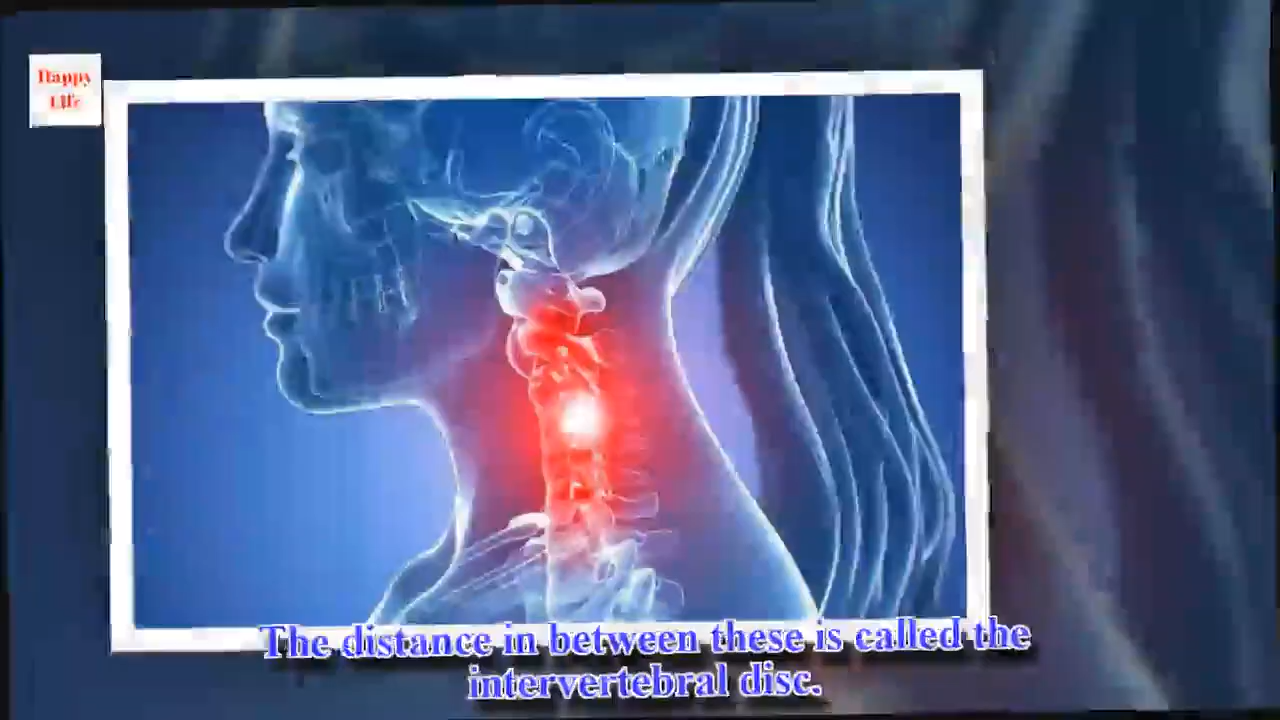 Happy
Life
The distance in between these is called the
intervertebral disc.